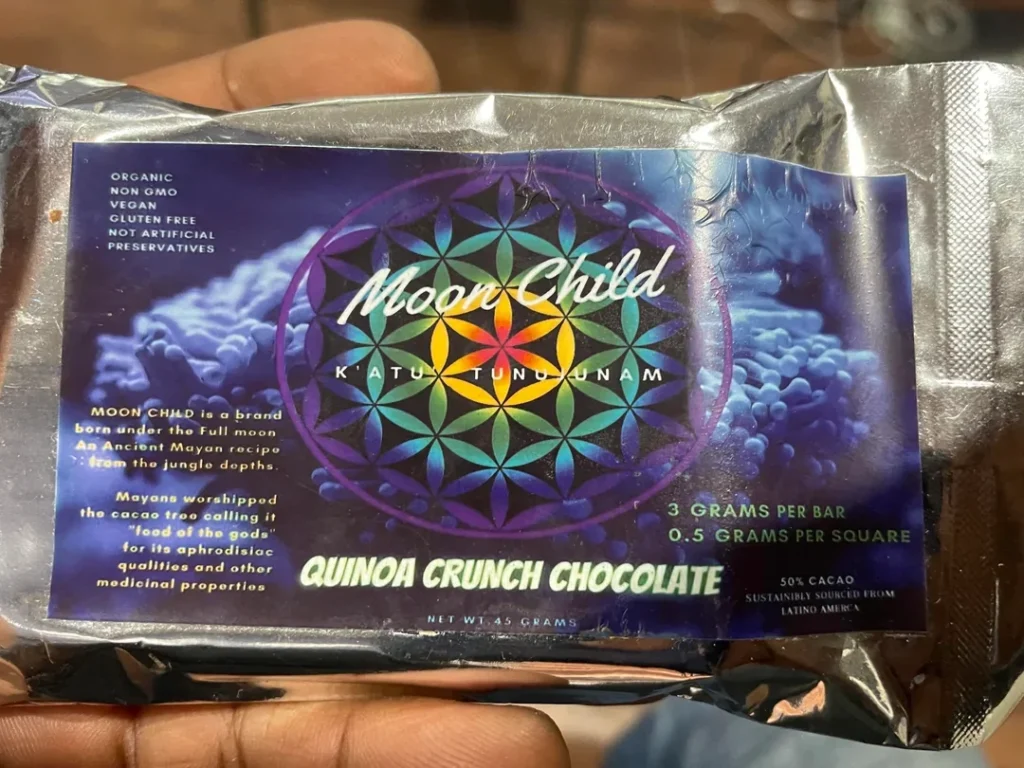 ORGANIC
NON GMO
VEGAN
GLUTEN FREE
NOT ARTIFICIAL
PRESERVATIVES
Moon Child
K'ATU TUNU UNAM
MOON CHILD is a brand
born under the Full moon
An Ancient Mayan recipe
from the jungle depths.
Mayans worshipped
the cacao tree calling it
"food of the gods"
for its aphrodisiac
qualities and other
medicinal properties
3 GRAMS PER BAR
0.5 GRAMS PER SQUARE
QUINOA CRUNCH CHOCOLATE
50% CACAO
SUSTAINIBLY SOURCED FROM
LATINO AMERCA
NET WT. 45 GRAMS